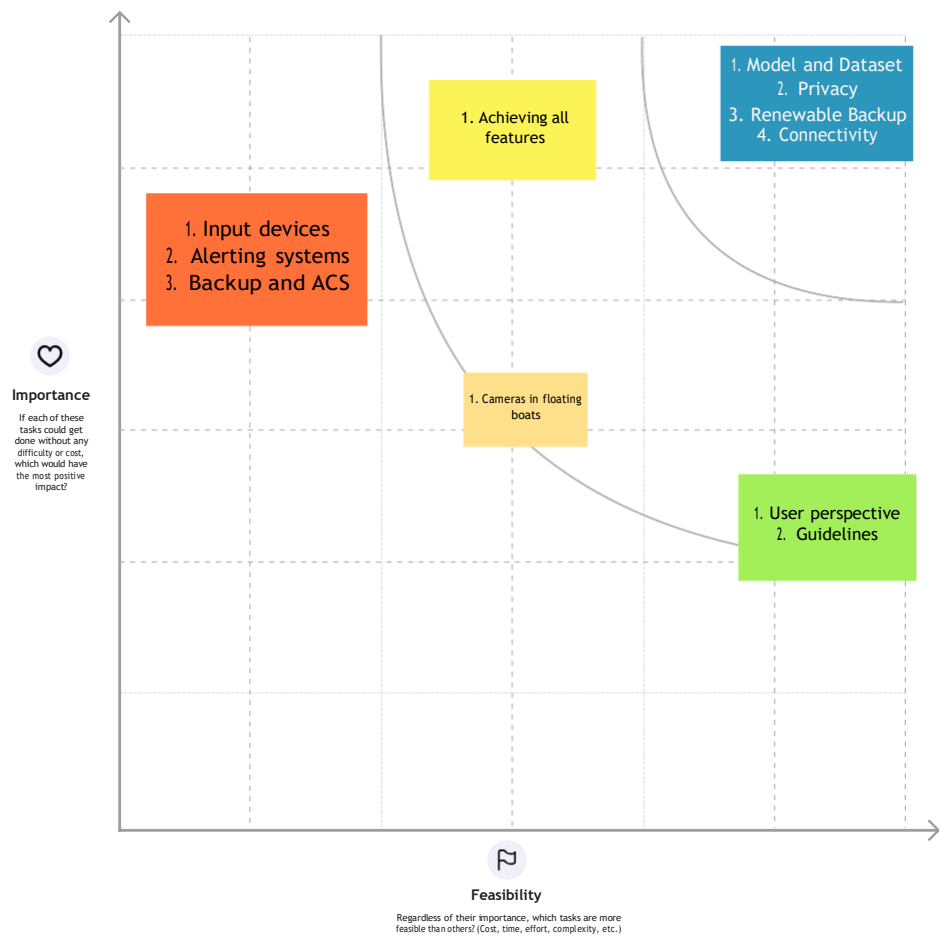 1. Model and Dataset
2. Privacy
3. Renewable Backup
4. Connectivity
1. Achieving all
features
1. Input devices
2. Alerting systems
3. Backup and ACS
Importance
If each of these
tasks could get
done without any
difficulty or cost,
which would have
the most positive
impact?
1. Cameras in floating
boats
1. User perspective
2. Guidelines
Feasibility
Regardless of their importance, which tasks are more
feasible than others? (Cost, time, effort, complexity, etc.)